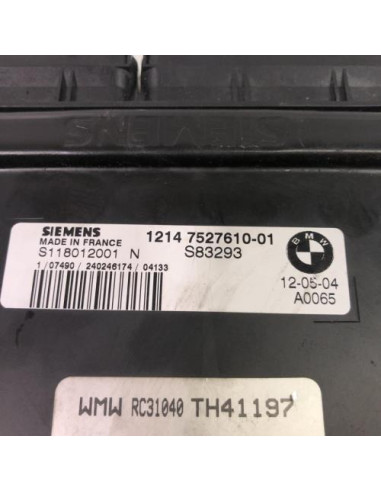 SIEMENS
SIEMENS
MADE IN FRANCE
1214 7527610-01
BMW
S118012001 N
S83293
1 / 07490 / 240246174 / 04133
12-05-04
A0065
WMW RC31040 TH41197